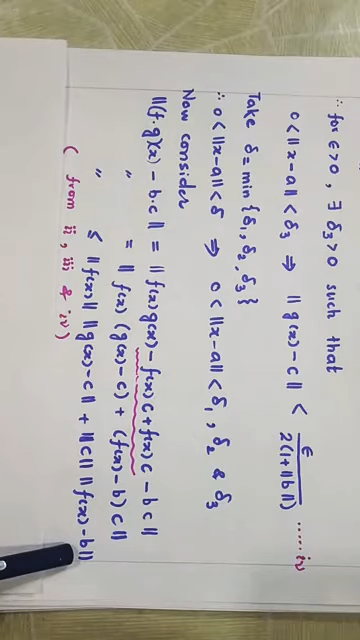 ∴ for ε>0, ∃ δ₃>0 such that
0<||x-a||<δ₃ ⇒ ||g(x)-c|| < ε/2(1+||b||) ......iv
Take δ=min{δ₁,δ₂,δ₃}
∴ 0<||x-a||<δ ⇒ 0<||x-a||<δ₁, δ₂ & δ₃
Now consider
||(f·g)(x) - b·c|| = || f(x)g(x) - f(x)c + f(x)c - bc||
" = || f(x) (g(x)-c) + (f(x)-b)c||
" ≤ ||f(x)|| ||g(x)-c|| + ||c|| ||f(x)-b||
( from ii, iii & iv)